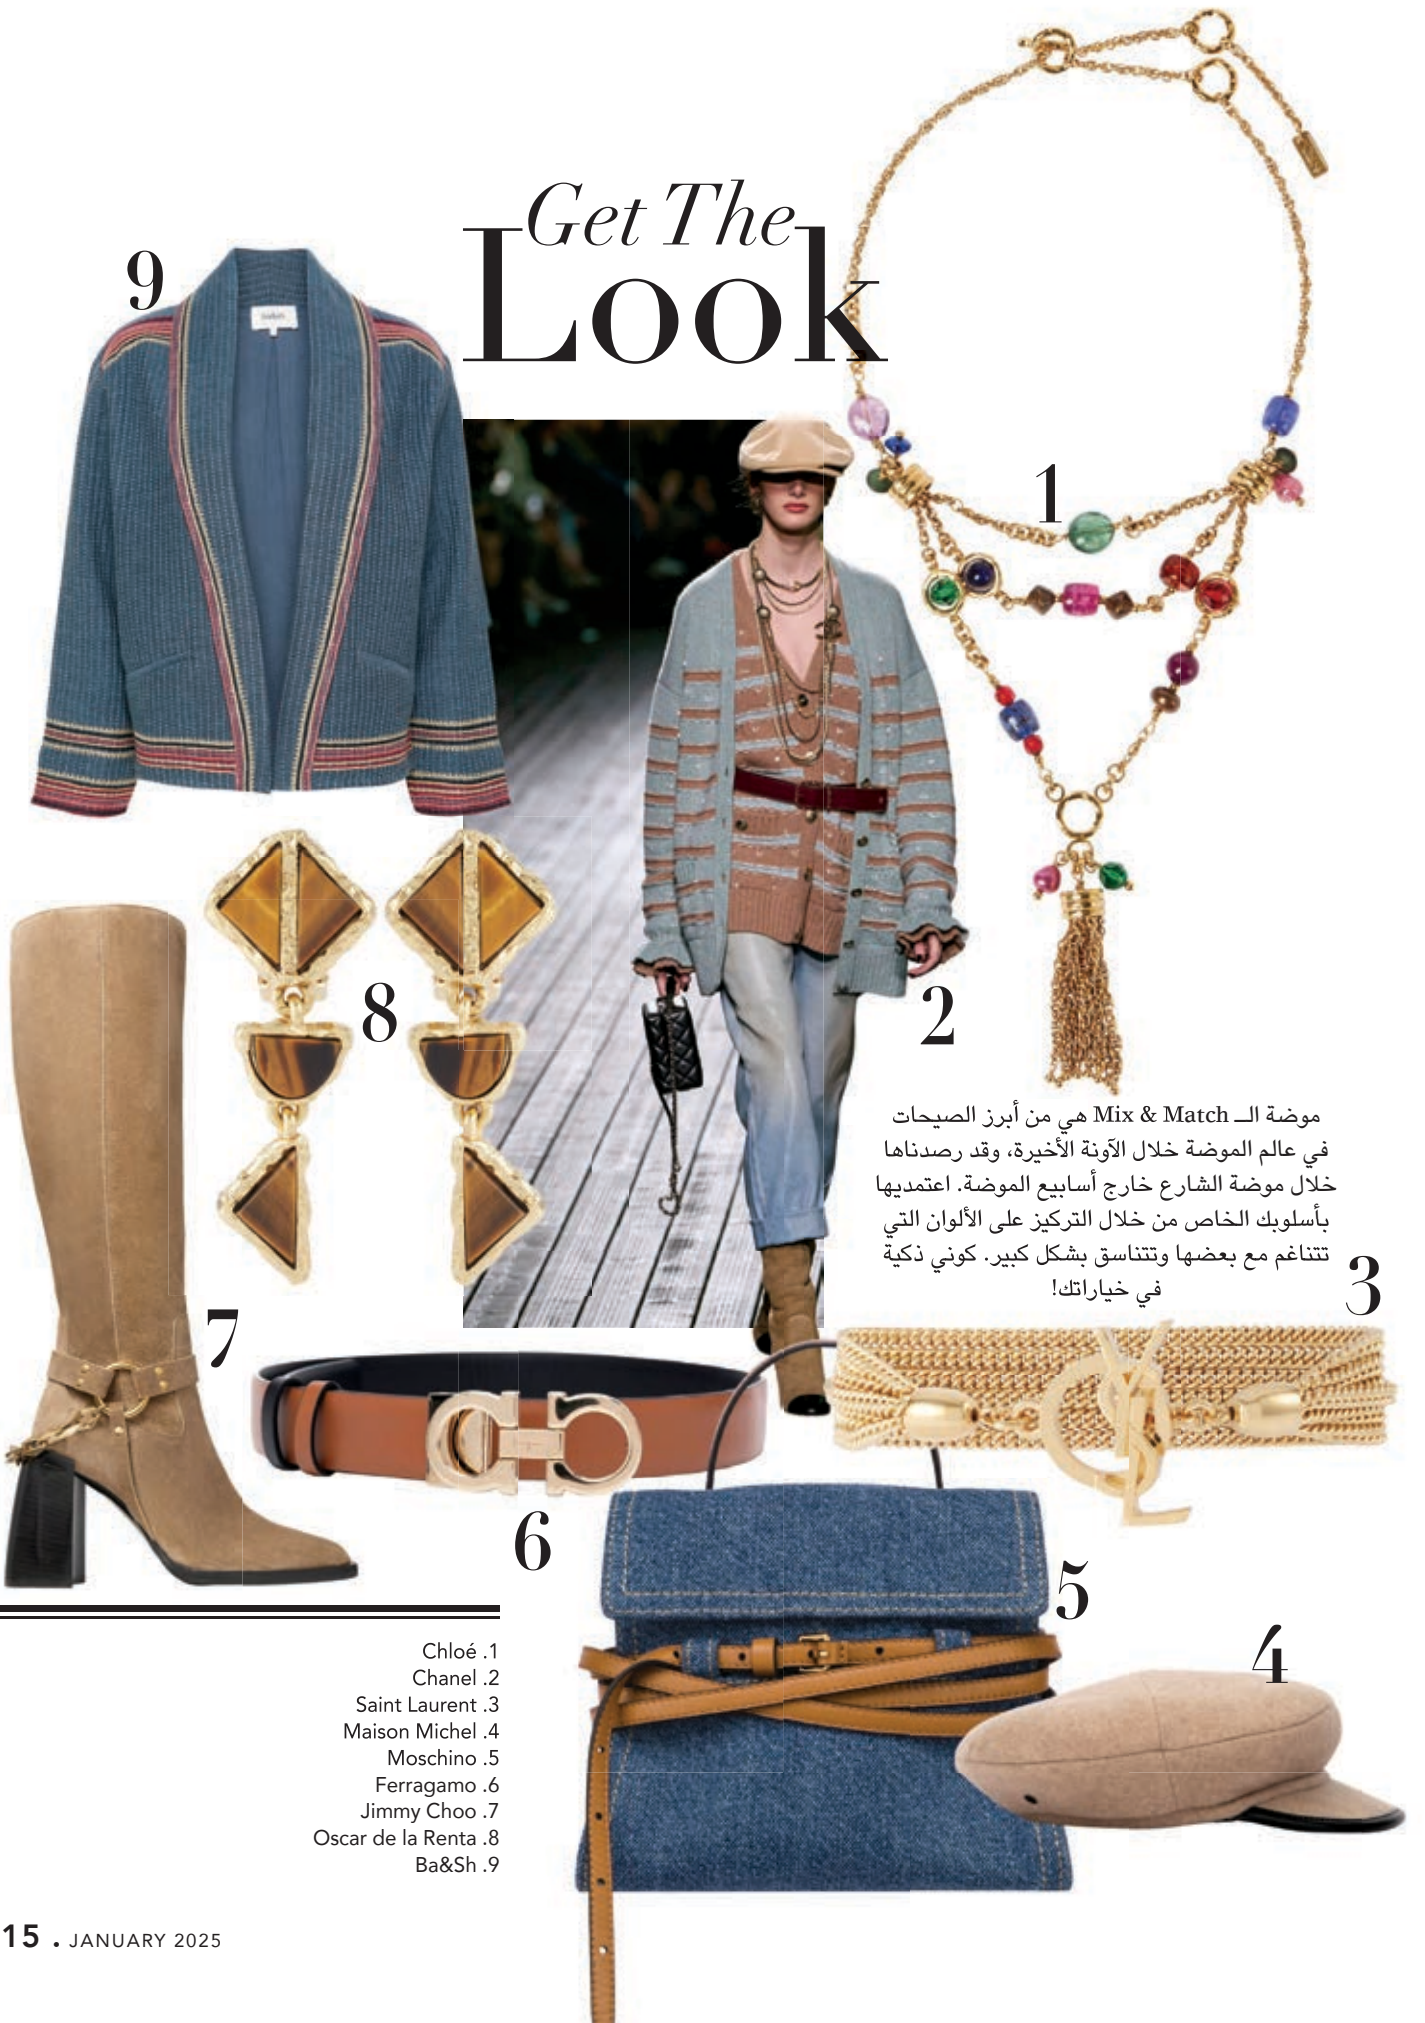 Get The
Look
9
1
2
8
موضة الـ Mix & Match هي من أبرز الصيحات
في عالم الموضة خلال الآونة الأخيرة، وقد رصدناها
خلال موضة الشارع خارج أسابيع الموضة. اعتمديها
بأسلوبك الخاص من خلال التركيز على الألوان التي
تتناغم مع بعضها وتتناسق بشكل كبير. كوني ذكية
في خياراتك!
3
7
6
5
4
Chloé .1
Chanel .2
Saint Laurent .3
Maison Michel .4
Moschino .5
Ferragamo .6
Jimmy Choo .7
Oscar de la Renta .8
Ba&Sh .9
15 . JANUARY 2025